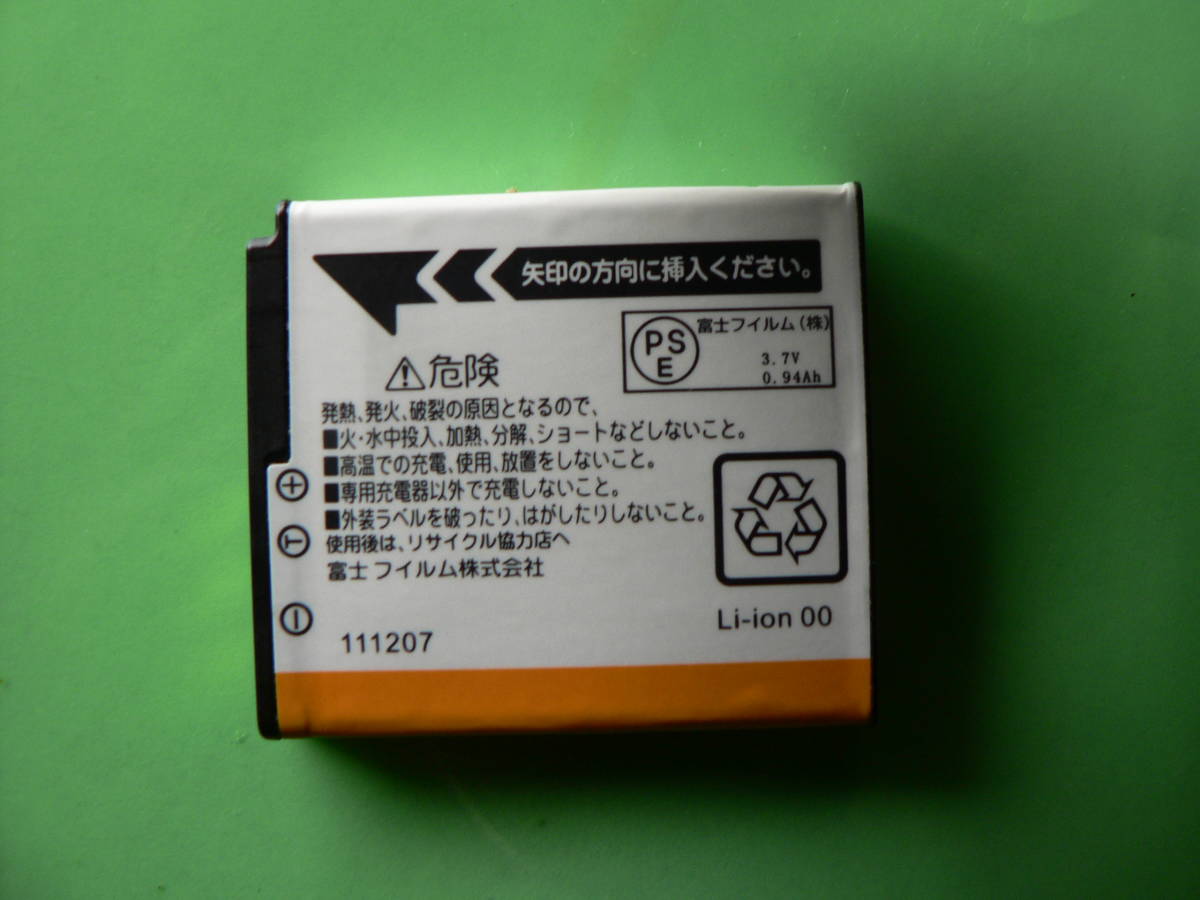 矢印の方向に挿入ください。
PS
E
富士フイルム(株)
3.7V
0.94Ah
危険
発熱、発火、破裂の原因となるので、
■火・水中投入、加熱、分解、ショートなどしないこと。
■高温での充電、使用、放置をしないこと。
■専用充電器以外で充電しないこと。
■外装ラベルを破ったり、はがしたりしないこと。
使用後は、リサイクル協力店へ
富士フイルム株式会社
+
T
−
111207
Li-ion 00